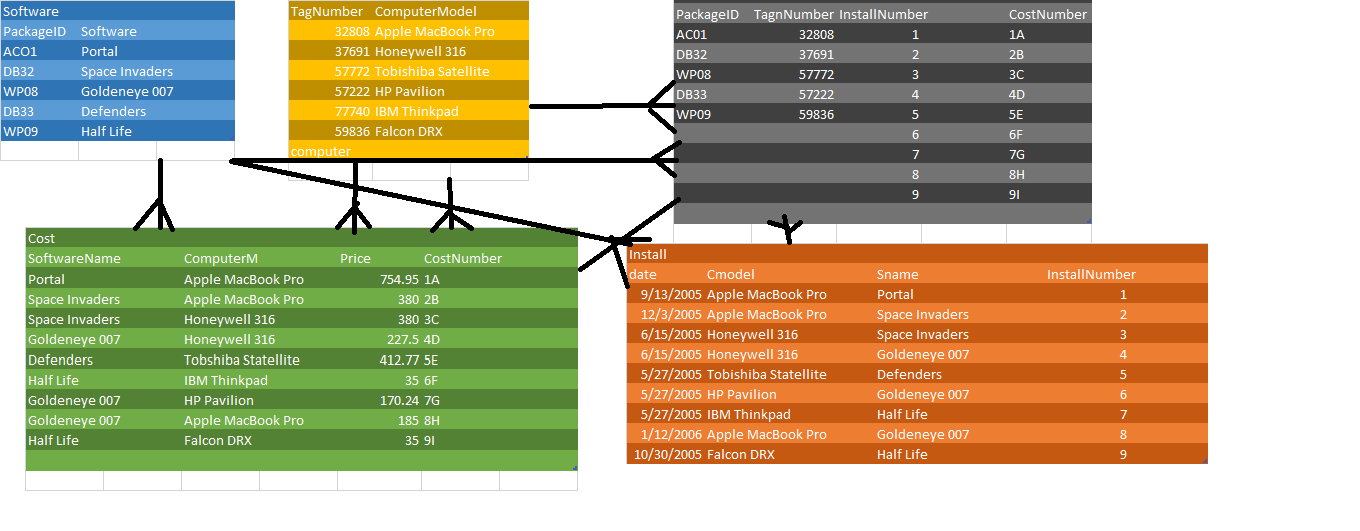 Software
PackageID Software
ACO1 Portal
DB32 Space Invaders
WP08 Goldeneye 007
DB33 Defenders
WP09 Half Life
TagNumber ComputerModel
32808 Apple MacBook Pro
37691 Honeywell 316
57772 Tobishiba Satellite
57222 HP Pavilion
77740 IBM Thinkpad
59836 Falcon DRX
computer
PackageID TagnNumber InstallNumber CostNumber
AC01 32808 1 1A
DB32 37691 2 2B
WP08 57772 3 3C
DB33 57222 4 4D
WP09 59836 5 5E
6 6F
7 7G
8 8H
9 9I
Cost
SoftwareName ComputerM Price CostNumber
Portal Apple MacBook Pro 754.95 1A
Space Invaders Apple MacBook Pro 380 2B
Space Invaders Honeywell 316 380 3C
Goldeneye 007 Honeywell 316 227.5 4D
Defenders Tobshiba Statellite 412.77 5E
Half Life IBM Thinkpad 35 6F
Goldeneye 007 HP Pavilion 170.24 7G
Goldeneye 007 Apple MacBook Pro 185 8H
Half Life Falcon DRX 35 9I
Install
date Cmodel Sname InstallNumber
9/13/2005 Apple MacBook Pro Portal 1
12/3/2005 Apple MacBook Pro Space Invaders 2
6/15/2005 Honeywell 316 Space Invaders 3
6/15/2005 Honeywell 316 Goldeneye 007 4
5/27/2005 Tobishiba Statellite Defenders 5
5/27/2005 HP Pavilion Goldeneye 007 6
5/27/2005 IBM Thinkpad Half Life 7
1/12/2006 Apple MacBook Pro Goldeneye 007 8
10/30/2005 Falcon DRX Half Life 9